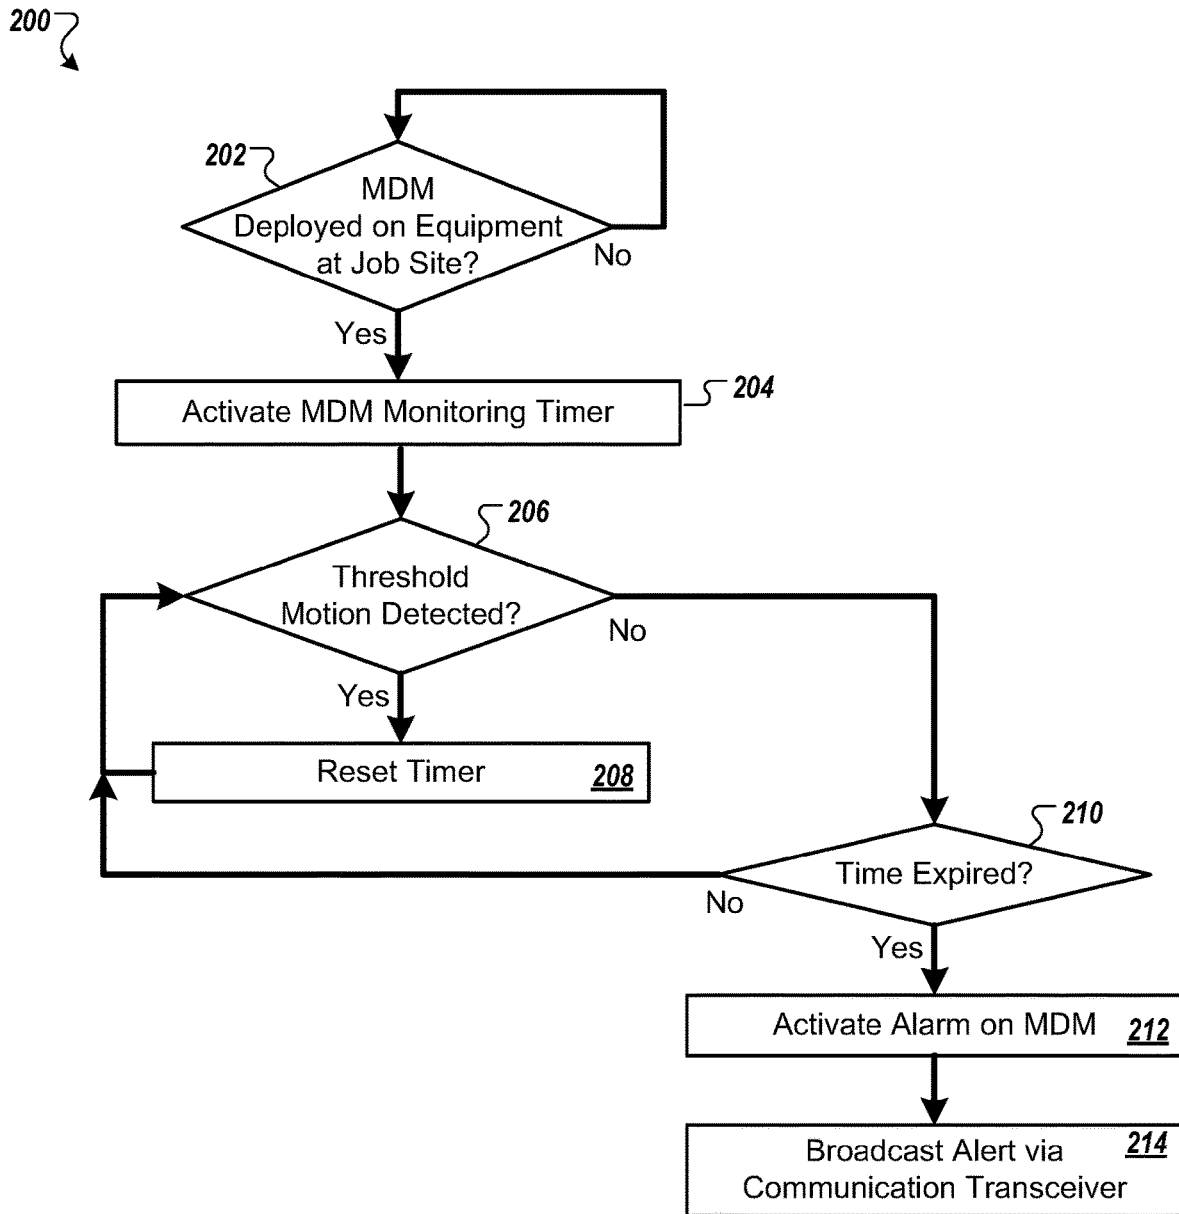 200
202
MDM
Deployed on Equipment
at Job Site?
No
Yes
Activate MDM Monitoring Timer
204
206
Threshold
Motion Detected?
No
Yes
Reset Timer
208
210
Time Expired?
No
Yes
Activate Alarm on MDM
212
Broadcast Alert via
214
Communication Transceiver